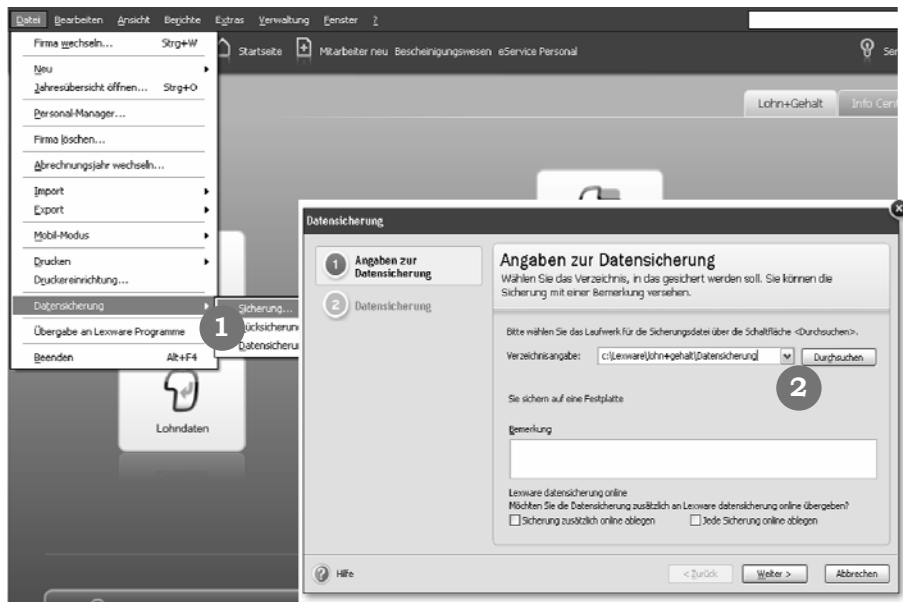 Datei Bearbeiten Ansicht Berichte Extras Verwaltung Fenster ?
Firma wechseln... Strg+W
Neu
Jahresübersicht öffnen... Strg+O
Personal-Manager...
Firma löschen...
Abrechnungsjahr wechseln...
Import
Export
Mobil-Modus
Drucken
Druckereinrichtung...
Datensicherung
Übergabe an Lexware Programme
Beenden Alt+F4
1
Sicherung...
Startseite Mitarbeiter neu Bescheinigungswesen eService Personal
Lohn+Gehalt Info
Lohndaten
Datensicherung
1 Angaben zur
Datensicherung
2 Datensicherung
Angaben zur Datensicherung
Wählen Sie das Verzeichnis, in das gesichert werden soll. Sie können die
Sicherung mit einer Bemerkung versehen.
Bitte wählen Sie das Laufwerk für die Sicherungsdatei über die Schaltfläche <Durchsuchen>.
Verzeichnisangabe: c:\Lexware\lohn+gehalt\Datensicherung Durchsuchen
2
Sie sichern auf eine Festplatte
Bemerkung
Lexware datensicherung online
Möchten Sie die Datensicherung zusätzlich an Lexware datensicherung online übergeben?
Sicherung zusätzlich online ablegen Jede Sicherung online ablegen
Hilfe < Zurück Weiter > Abbrechen